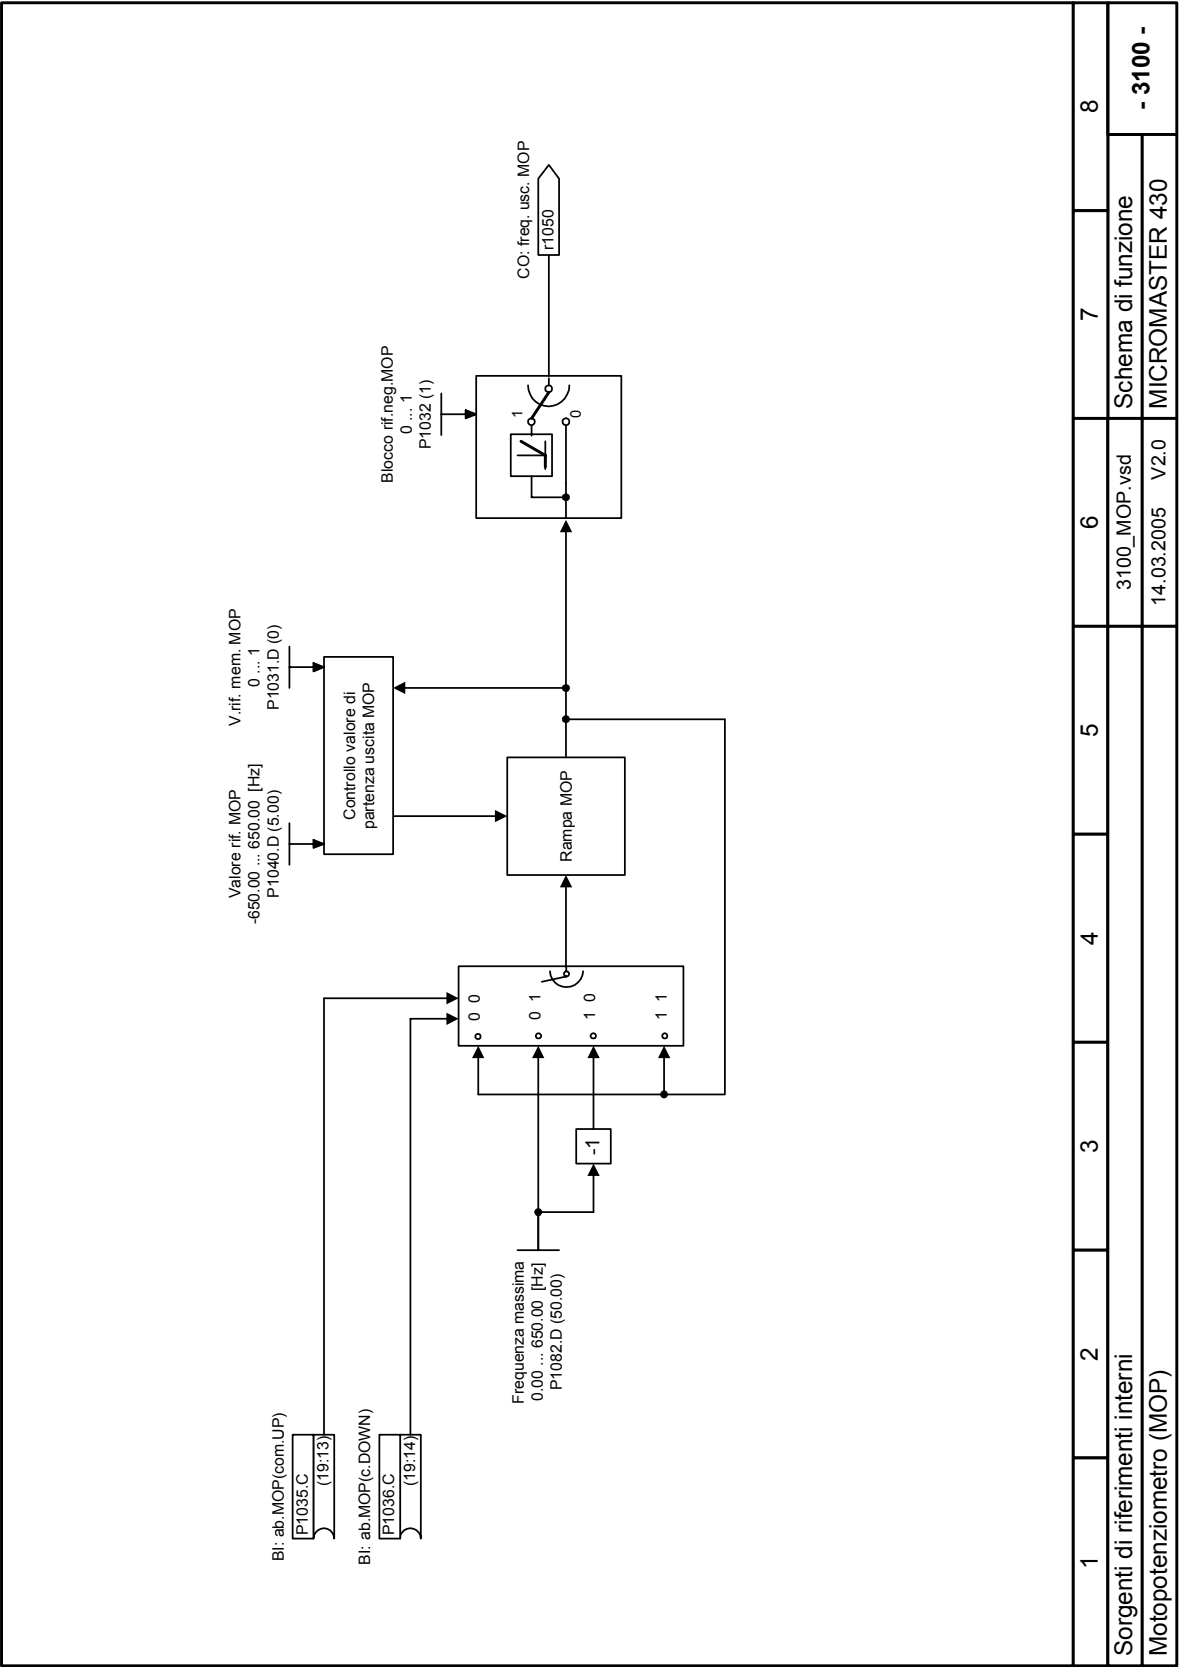 BI: ab.MOP(com.UP)
P1035.C
(19:13)
BI: ab.MOP(c.DOWN)
P1036.C
(19:14)
Frequenza massima
0.00 ... 650.00 [Hz]
P1082.D (50.00)
-1
0 0
0 1
1 0
1 1
Valore rif. MOP
-650.00 ... 650.00 [Hz]
P1040.D (5.00)
V.rif. mem. MOP
0 ... 1
P1031.D (0)
Controllo valore di
partenza uscita MOP
Rampa MOP
Blocco rif.neg.MOP
0 ... 1
P1032 (1)
1
0
CO: freq. usc. MOP
r1050
1 2 3 4 5 6 7 8
Sorgenti di riferimenti interni
Motopotenziometro (MOP)
3100_MOP.vsd
14.03.2005 V2.0
Schema di funzione
MICROMASTER 430
- 3100 -